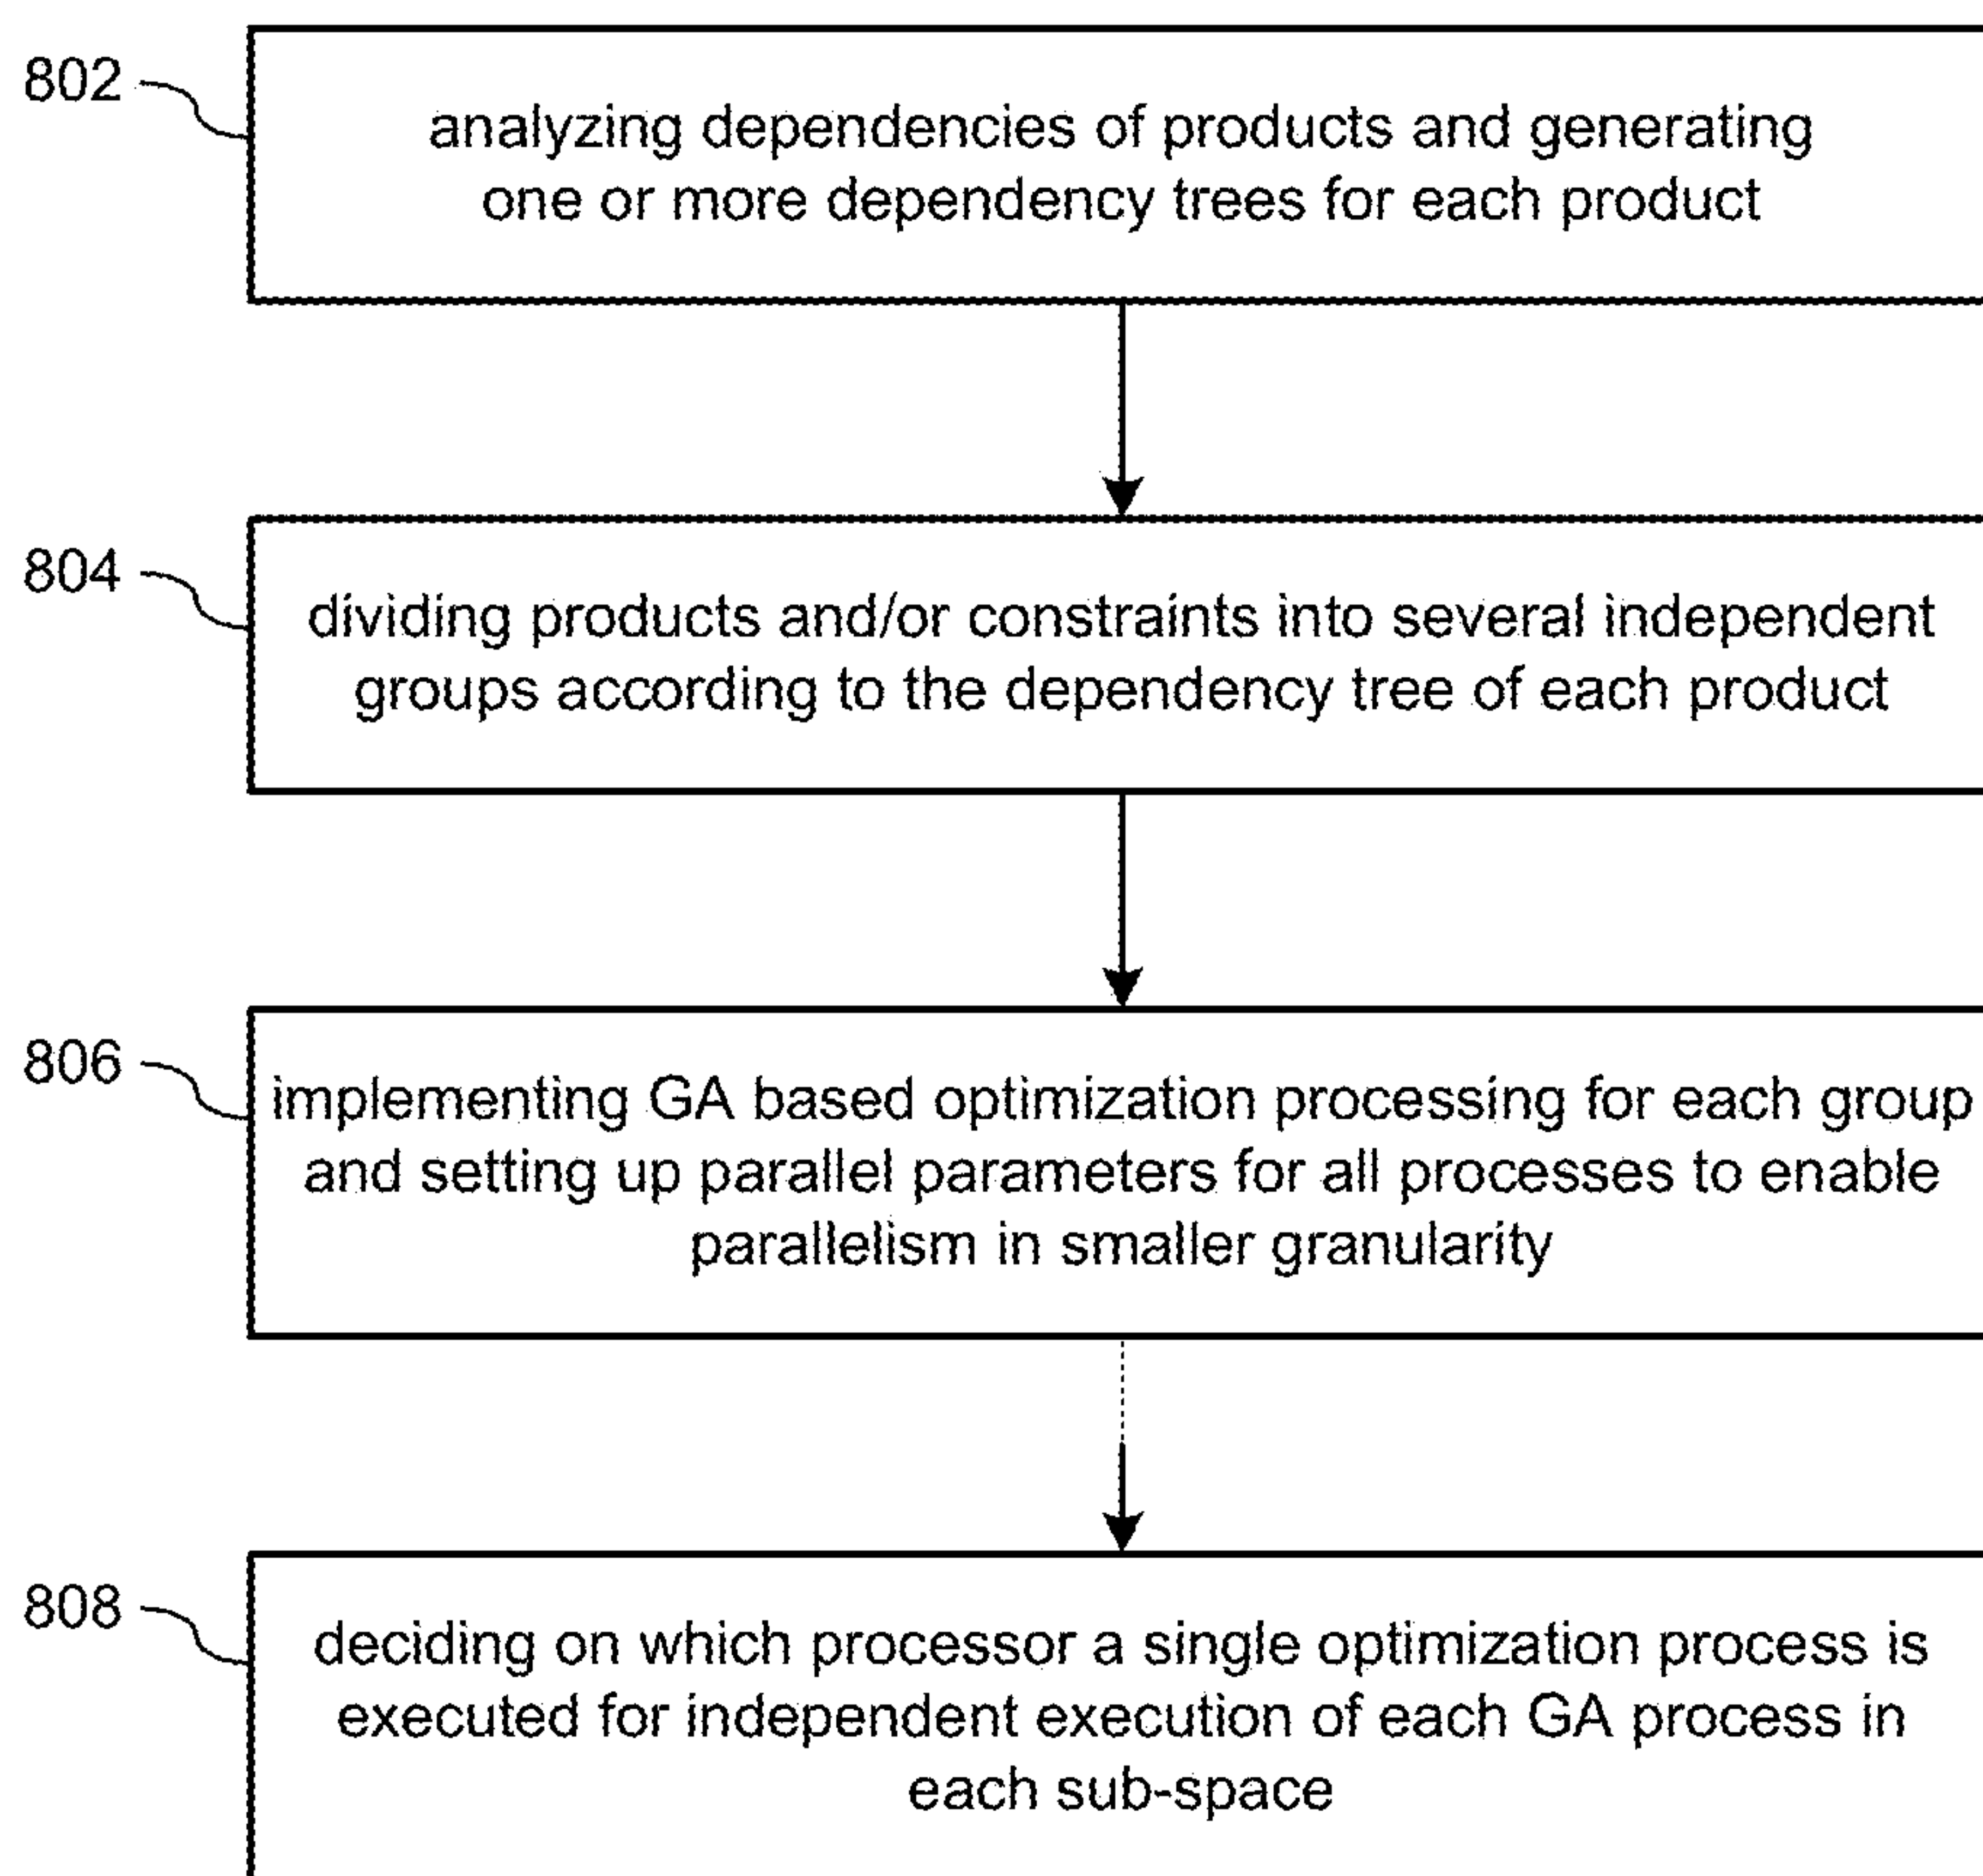 802
analyzing dependencies of products and generating
one or more dependency trees for each product
804
dividing products and/or constraints into several independent
groups according to the dependency tree of each product
806
implementing GA based optimization processing for each group
and setting up parallel parameters for all processes to enable
parallelism in smaller granularity
808
deciding on which processor a single optimization process is
executed for independent execution of each GA process in
each sub-space